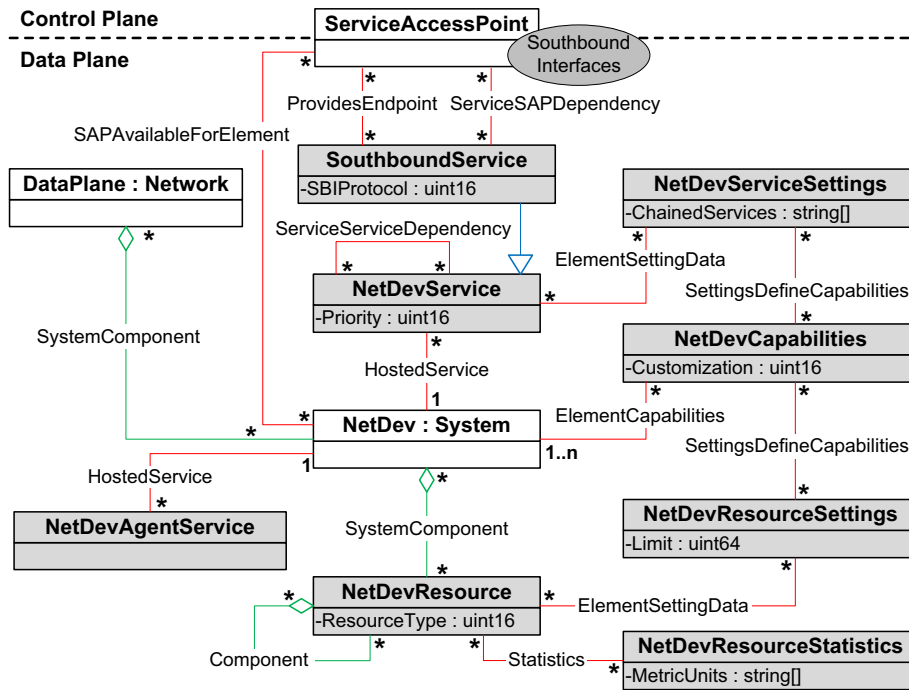 Control Plane
ServiceAccessPoint
Data Plane
Southbound
Interfaces
*
*
*
ProvidesEndpoint
ServiceSAPDependency
SAPAvailableForElement
*
*
SouthboundService
-SBIProtocol : uint16
DataPlane : Network
*
NetDevServiceSettings
-ChainedServices : string[]
*
*
ServiceServiceDependency
*
*
ElementSettingData
NetDevService
-Priority : uint16
*
SettingsDefineCapabilities
*
SystemComponent
*
HostedService
1
NetDevCapabilities
-Customization : uint16
*
*
ElementCapabilities
*
*
NetDev : System
1..n
SettingsDefineCapabilities
1
HostedService
*
*
*
NetDevAgentService
SystemComponent
NetDevResourceSettings
-Limit : uint64
*
*
NetDevResource
-ResourceType : uint16
*
*
ElementSettingData
*
*
Component
Statistics
*
NetDevResourceStatistics
-MetricUnits : string[]